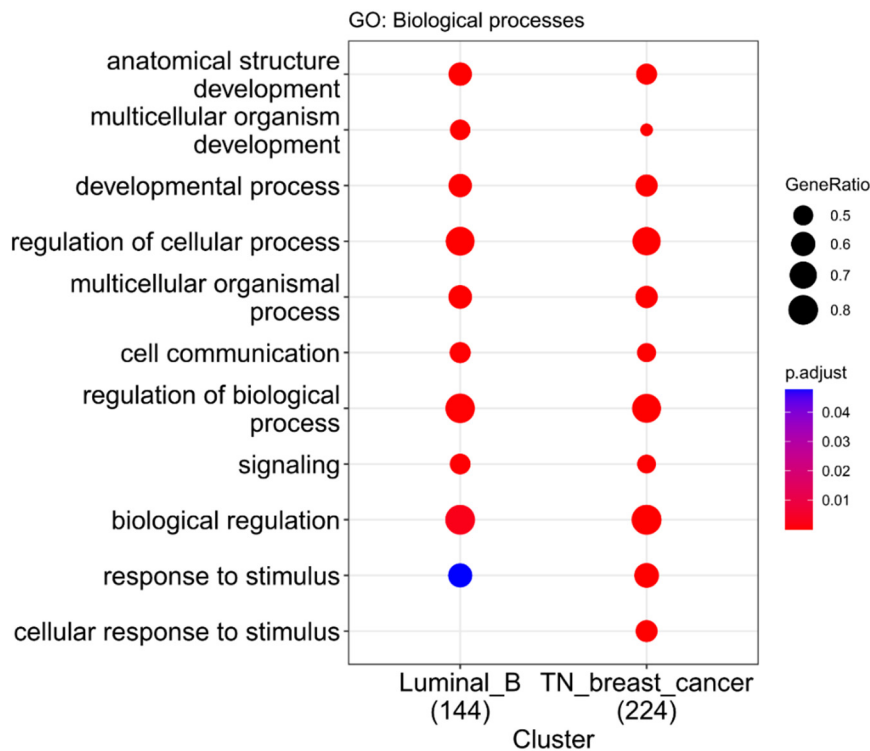 GO: Biological processes
anatomical structure
development
multicellular organism
development
developmental process
regulation of cellular process
multicellular organismal
process
cell communication
regulation of biological
process
signaling
biological regulation
response to stimulus
cellular response to stimulus
GeneRatio
0.5
0.6
0.7
0.8
p.adjust
0.04
0.03
0.02
0.01
Luminal_B TN_breast_cancer
(144) (224)
Cluster